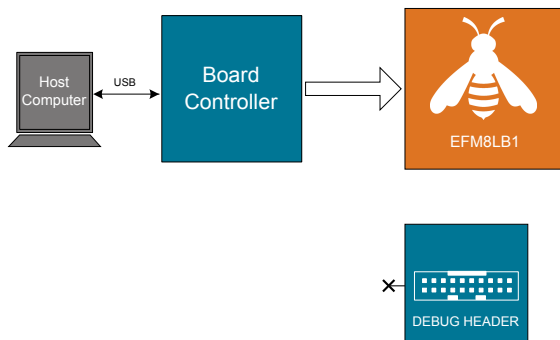 Host
Computer
USB
Board
Controller
EFM8LB1
DEBUG HEADER